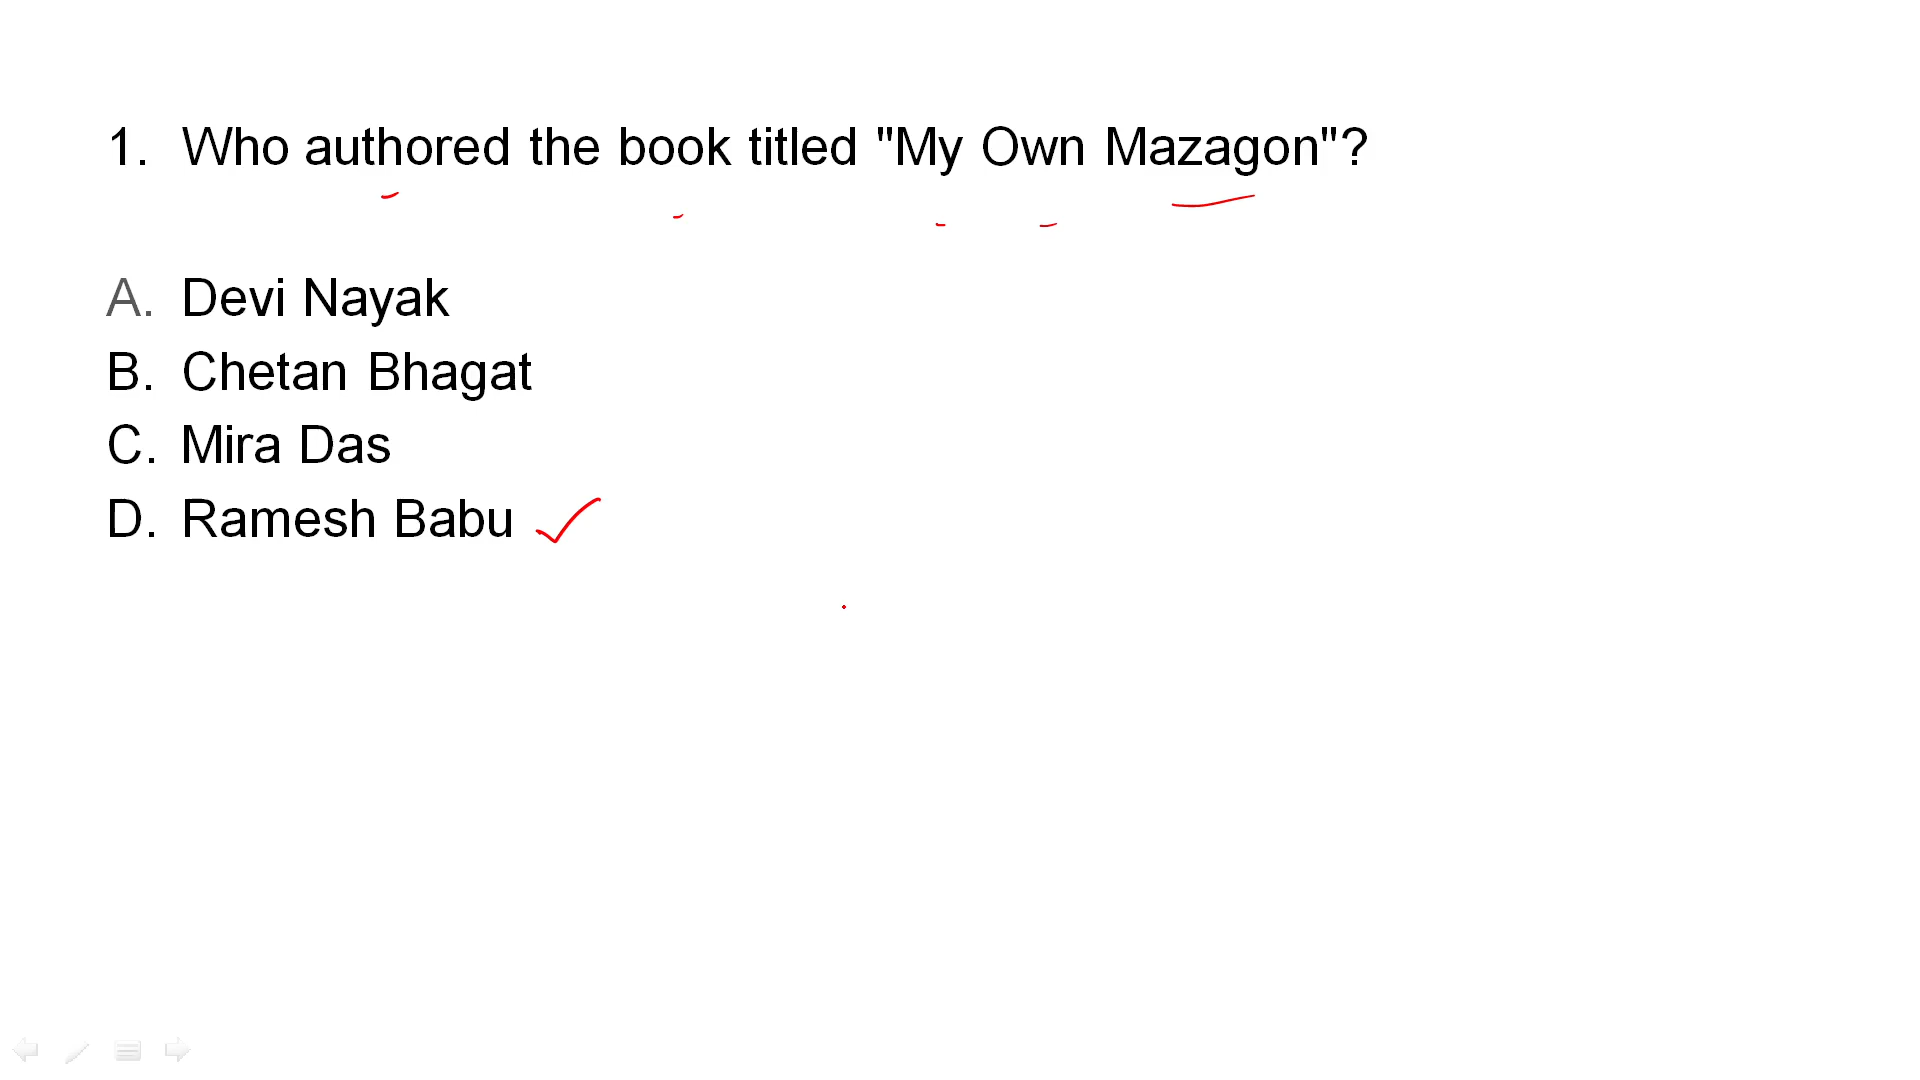 1. Who authored the book titled "My Own Mazagon"?
A. Devi Nayak
B. Chetan Bhagat
C. Mira Das
D. Ramesh Babu